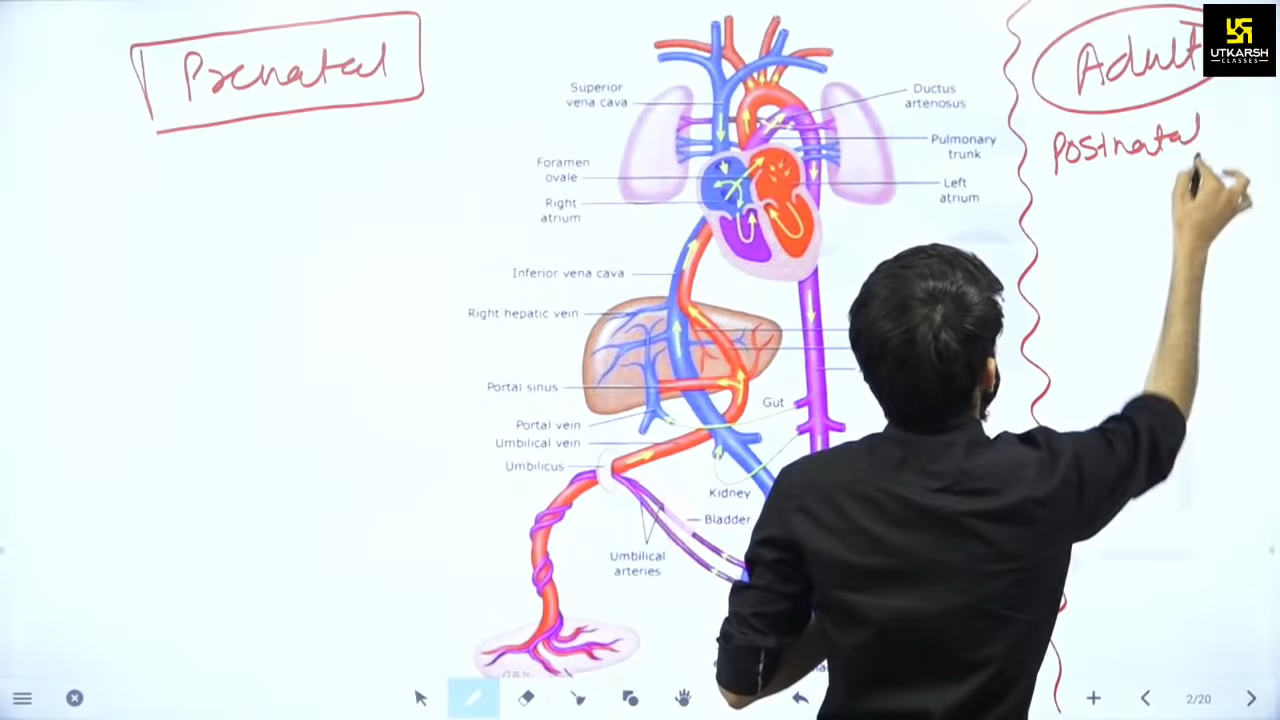 Prenatal
Adult
Postnatal
UTKARSH
CLASSES
Superior
vena cava
Ductus
arteriosus
Pulmonary
trunk
Foramen
ovale
Left
atrium
Right
atrium
Inferior vena cava
Right hepatic vein
Portal sinus
Gut
Portal vein
Umbilical vein
Umbilicus
Kidney
Bladder
Umbilical
arteries
2/20